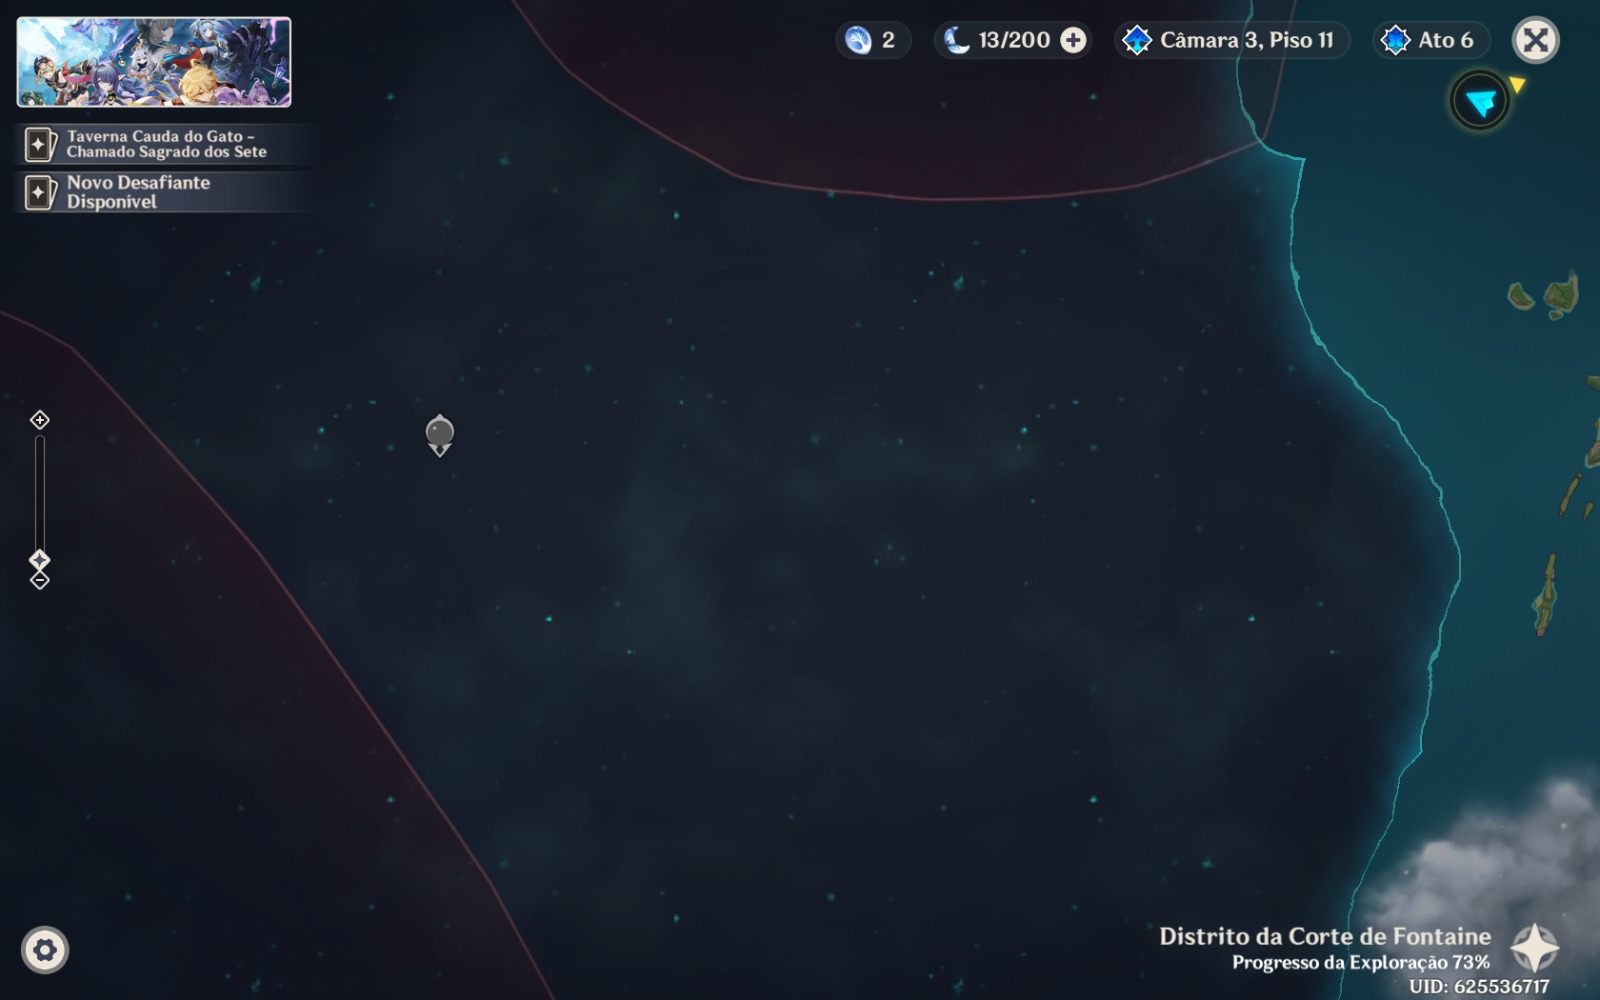 2
13/200
Câmara 3, Piso 11
Ato 6
Taverna Cauda do Gato –
Chamado Sagrado dos Sete
Novo Desafiante
Disponível
Distrito da Corte de Fontaine
Progresso da Exploração 73%
UID: 625536717